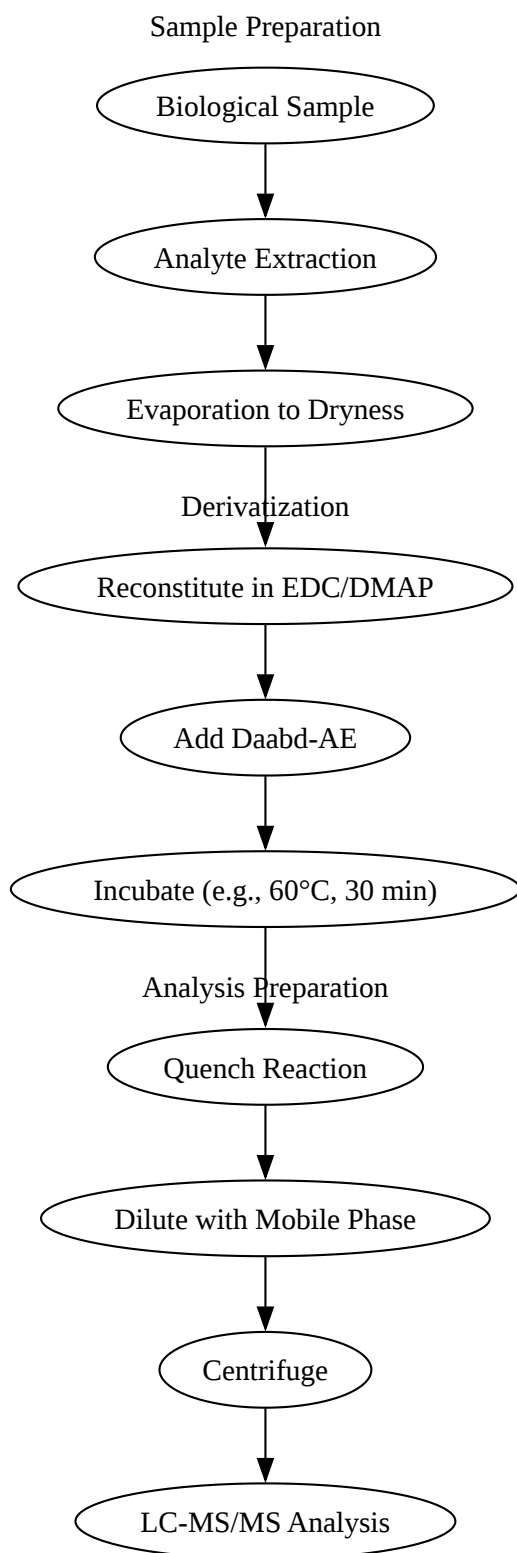 Sample Preparation
Biological Sample
Analyte Extraction
Evaporation to Dryness
Derivatization
Reconstitute in EDC/DMAP
Add Daabd-AE
Incubate (e.g., 60°C, 30 min)
Analysis Preparation
Quench Reaction
Dilute with Mobile Phase
Centrifuge
LC-MS/MS Analysis